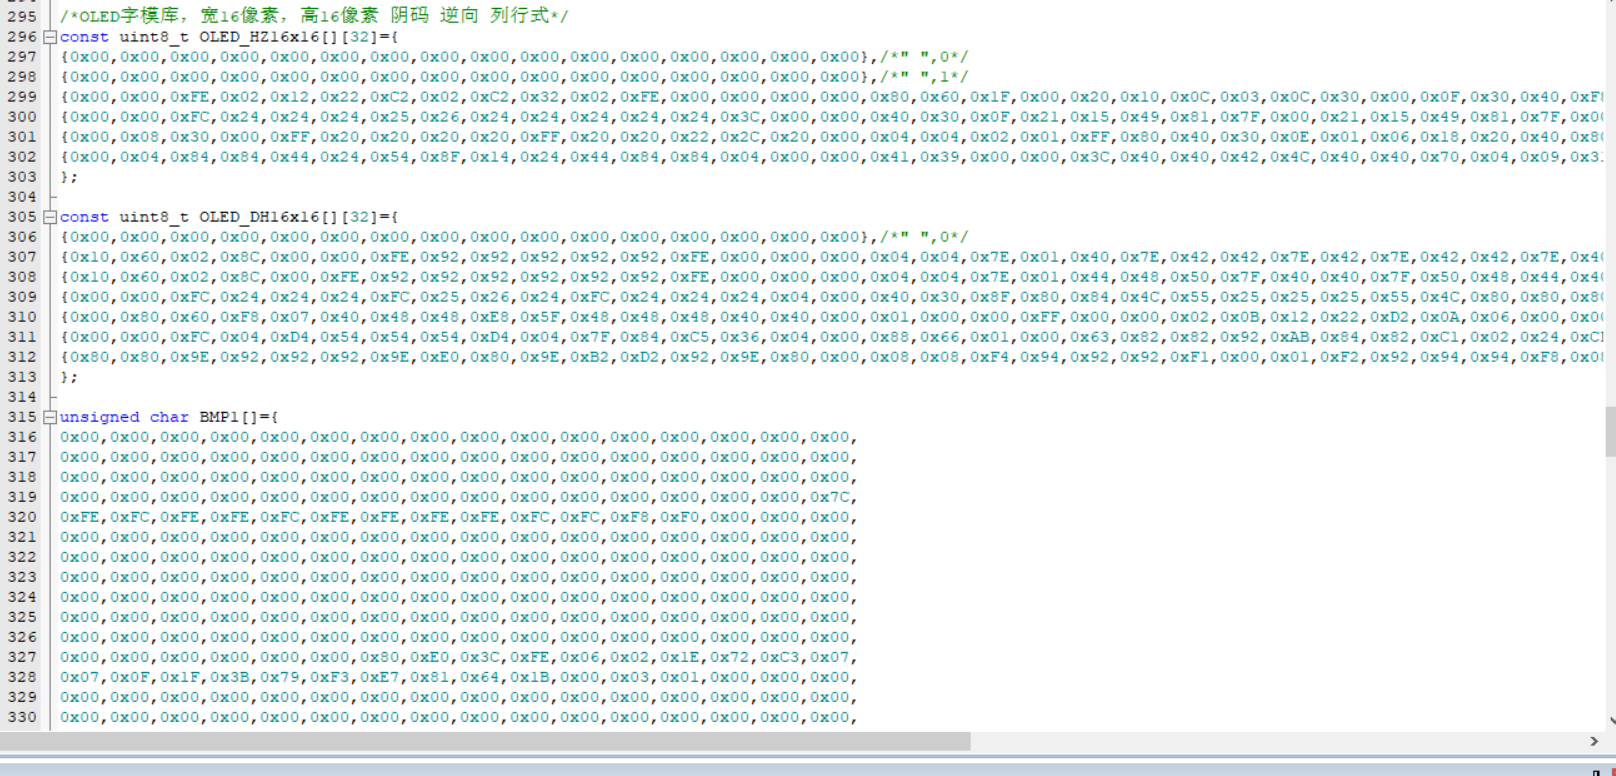 295 /*OLED字模库，宽16像素，高16像素 阴码 逆向 列行式*/
296 const uint8_t OLED_HZ16x16[][32]={
297 {0x00,0x00,0x00,0x00,0x00,0x00,0x00,0x00,0x00,0x00,0x00,0x00,0x00,0x00,0x00,0x00},/*" ",0*/
298 {0x00,0x00,0x00,0x00,0x00,0x00,0x00,0x00,0x00,0x00,0x00,0x00,0x00,0x00,0x00,0x00},/*" ",1*/
299 {0x00,0x00,0xFE,0x02,0x12,0x22,0xC2,0x02,0xC2,0x32,0x02,0xFE,0x00,0x00,0x00,0x00,0x80,0x60,0x1F,0x00,0x20,0x10,0x0C,0x03,0x0C,0x30,0x00,0x0F,0x30,0x40,0xF8
300 {0x00,0x00,0xFC,0x24,0x24,0x24,0x25,0x26,0x24,0x24,0x24,0x24,0x24,0x3C,0x00,0x00,0x40,0x30,0x0F,0x21,0x15,0x49,0x81,0x7F,0x00,0x21,0x15,0x49,0x81,0x7F,0x00
301 {0x00,0x08,0x30,0x00,0xFF,0x20,0x20,0x20,0x20,0xFF,0x20,0x20,0x22,0x2C,0x20,0x00,0x04,0x04,0x02,0x01,0xFF,0x80,0x40,0x30,0x0E,0x01,0x06,0x18,0x20,0x40,0x80
302 {0x00,0x04,0x84,0x84,0x44,0x24,0x54,0x8F,0x14,0x24,0x44,0x84,0x84,0x04,0x00,0x00,0x41,0x39,0x00,0x00,0x3C,0x40,0x40,0x42,0x4C,0x40,0x40,0x70,0x04,0x09,0x3
303 };
304
305 const uint8_t OLED_DH16x16[][32]={
306 {0x00,0x00,0x00,0x00,0x00,0x00,0x00,0x00,0x00,0x00,0x00,0x00,0x00,0x00,0x00,0x00},/*" ",0*/
307 {0x10,0x60,0x02,0x8C,0x00,0x00,0xFE,0x92,0x92,0x92,0x92,0x92,0xFE,0x00,0x00,0x00,0x04,0x04,0x7E,0x01,0x40,0x7E,0x42,0x42,0x7E,0x42,0x7E,0x42,0x42,0x7E,0x40
308 {0x10,0x60,0x02,0x8C,0x00,0xFE,0x92,0x92,0x92,0x92,0x92,0x92,0xFE,0x00,0x00,0x00,0x04,0x04,0x7E,0x01,0x44,0x48,0x50,0x7F,0x40,0x40,0x7F,0x50,0x48,0x44,0x40
309 {0x00,0x00,0xFC,0x24,0x24,0x24,0xFC,0x25,0x26,0x24,0xFC,0x24,0x24,0x24,0x04,0x00,0x40,0x30,0x8F,0x80,0x84,0x4C,0x55,0x25,0x25,0x25,0x55,0x4C,0x80,0x80,0x80
310 {0x00,0x80,0x60,0xF8,0x07,0x40,0x48,0x48,0xE8,0x5F,0x48,0x48,0x48,0x40,0x40,0x00,0x01,0x00,0x00,0xFF,0x00,0x00,0x02,0x0B,0x12,0x22,0xD2,0x0A,0x06,0x00,0x00
311 {0x00,0x00,0xFC,0x04,0xD4,0x54,0x54,0x54,0xD4,0x04,0x7F,0x84,0xC5,0x36,0x04,0x00,0x88,0x66,0x01,0x00,0x63,0x82,0x82,0x92,0xAB,0x84,0x82,0xC1,0x02,0x24,0xC
312 {0x80,0x80,0x9E,0x92,0x92,0x92,0x9E,0xE0,0x80,0x9E,0xB2,0xD2,0x92,0x9E,0x80,0x00,0x08,0x08,0xF4,0x94,0x92,0x92,0xF1,0x00,0x01,0xF2,0x92,0x94,0x94,0xF8,0x08
313 };
314
315 unsigned char BMP1[]={
316 0x00,0x00,0x00,0x00,0x00,0x00,0x00,0x00,0x00,0x00,0x00,0x00,0x00,0x00,0x00,0x00,
317 0x00,0x00,0x00,0x00,0x00,0x00,0x00,0x00,0x00,0x00,0x00,0x00,0x00,0x00,0x00,0x00,
318 0x00,0x00,0x00,0x00,0x00,0x00,0x00,0x00,0x00,0x00,0x00,0x00,0x00,0x00,0x00,0x00,
319 0x00,0x00,0x00,0x00,0x00,0x00,0x00,0x00,0x00,0x00,0x00,0x00,0x00,0x00,0x00,0x7C,
320 0xFE,0xFC,0xFE,0xFE,0xFC,0xFE,0xFE,0xFE,0xFE,0xFC,0xFC,0xF8,0xF0,0x00,0x00,0x00,
321 0x00,0x00,0x00,0x00,0x00,0x00,0x00,0x00,0x00,0x00,0x00,0x00,0x00,0x00,0x00,0x00,
322 0x00,0x00,0x00,0x00,0x00,0x00,0x00,0x00,0x00,0x00,0x00,0x00,0x00,0x00,0x00,0x00,
323 0x00,0x00,0x00,0x00,0x00,0x00,0x00,0x00,0x00,0x00,0x00,0x00,0x00,0x00,0x00,0x00,
324 0x00,0x00,0x00,0x00,0x00,0x00,0x00,0x00,0x00,0x00,0x00,0x00,0x00,0x00,0x00,0x00,
325 0x00,0x00,0x00,0x00,0x00,0x00,0x00,0x00,0x00,0x00,0x00,0x00,0x00,0x00,0x00,0x00,
326 0x00,0x00,0x00,0x00,0x00,0x00,0x00,0x00,0x00,0x00,0x00,0x00,0x00,0x00,0x00,0x00,
327 0x00,0x00,0x00,0x00,0x00,0x00,0x80,0xE0,0x3C,0xFE,0x06,0x02,0x1E,0x72,0xC3,0x07,
328 0x07,0x0F,0x1F,0x3B,0x79,0xF3,0xE7,0x81,0x64,0x1B,0x00,0x03,0x01,0x00,0x00,0x00,
329 0x00,0x00,0x00,0x00,0x00,0x00,0x00,0x00,0x00,0x00,0x00,0x00,0x00,0x00,0x00,0x00,
330 0x00,0x00,0x00,0x00,0x00,0x00,0x00,0x00,0x00,0x00,0x00,0x00,0x00,0x00,0x00,0x00,